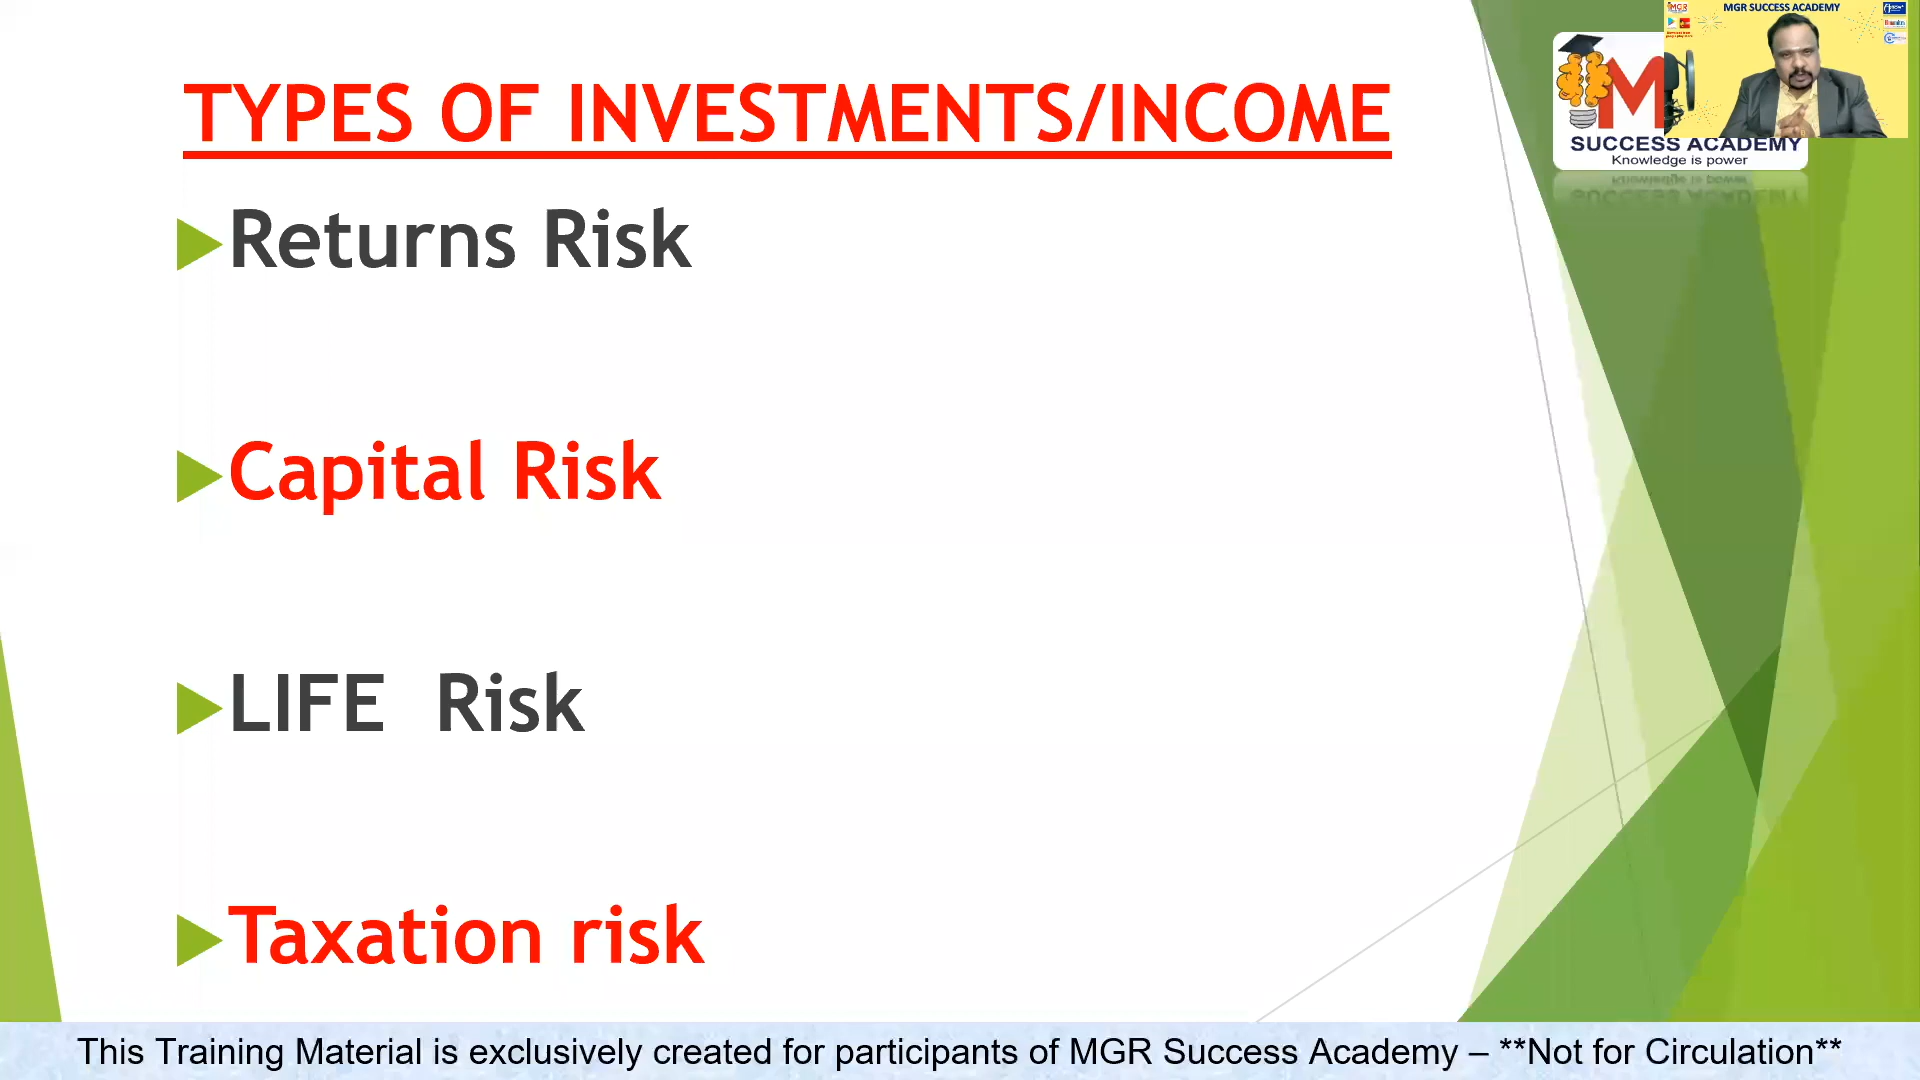 MGR SUCCESS ACADEMY
TYPES OF INVESTMENTS/INCOME
SUCCESS ACADEMY
Knowledge is power
Returns Risk
Capital Risk
LIFE Risk
Taxation risk
This Training Material is exclusively created for participants of MGR Success Academy – **Not for Circulation**